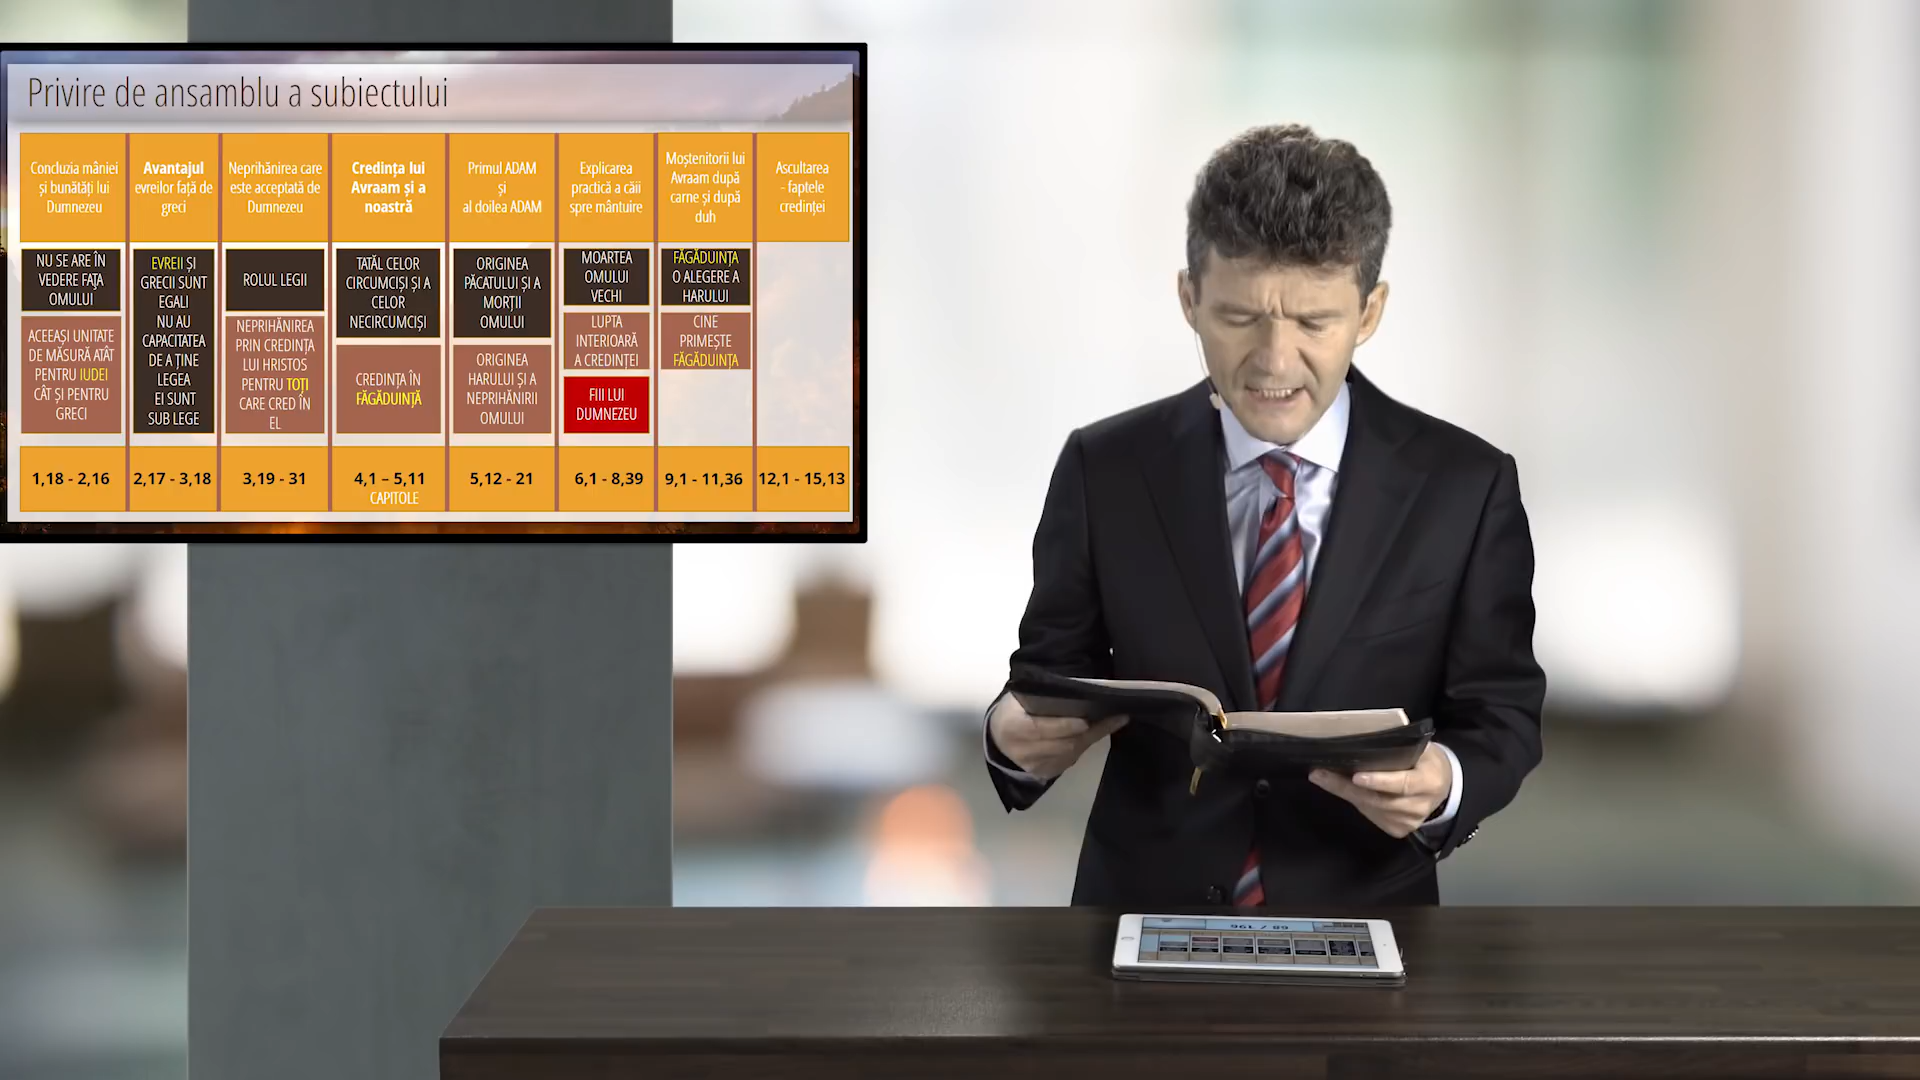 Privire de ansamblu a subiectului
Concluzia mâniei
și bunătăți lui
Dumnezeu
Avantajul
evreilor față de
greci
Neprihănirea care
este acceptată de
Dumnezeu
Credința lui
Avraam și a
noastră
Primul ADAM
și
al doilea ADAM
Explicarea
practică a căii
spre mântuire
Moștenitorii lui
Avraam după
carne și după
duh
Ascultarea
- faptele
credinței
NU SE ARE ÎN
VEDERE FAŢA
OMULUI
ACEEAȘI UNITATE
DE MĂSURĂ ATÂT
PENTRU IUDEI
CÂT ȘI PENTRU
GRECI
EVREII ȘI
GRECII SUNT
EGALI
NU AU
CAPACITATEA
DE A ȚINE
LEGEA
EI SUNT
SUB LEGE
ROLUL LEGII
NEPRIHĂNIREA
PRIN CREDINȚA
LUI HRISTOS
PENTRU TOȚI
CARE CRED ÎN
EL
TATĂL CELOR
CIRCUMCIȘI ȘI A
CELOR
NECIRCUMCIȘI
CREDINȚA ÎN
FĂGĂDUINȚĂ
ORIGINEA
PĂCATULUI ȘI A
MORȚII
OMULUI
ORIGINEA
HARULUI ȘI A
NEPRIHĂNIRII
OMULUI
MOARTEA
OMULUI
VECHI
LUPTA
INTERIOARĂ
A CREDINȚEI
FIII LUI
DUMNEZEU
FĂGĂDUINȚA
O ALEGERE A
HARULUI
CINE
PRIMEȘTE
FĂGĂDUINȚA
1,18 - 2,16
2,17 - 3,18
3,19 - 31
4,1 – 5,11
CAPITOLE
5,12 - 21
6,1 - 8,39
9,1 - 11,36
12,1 - 15,13
68 / 196